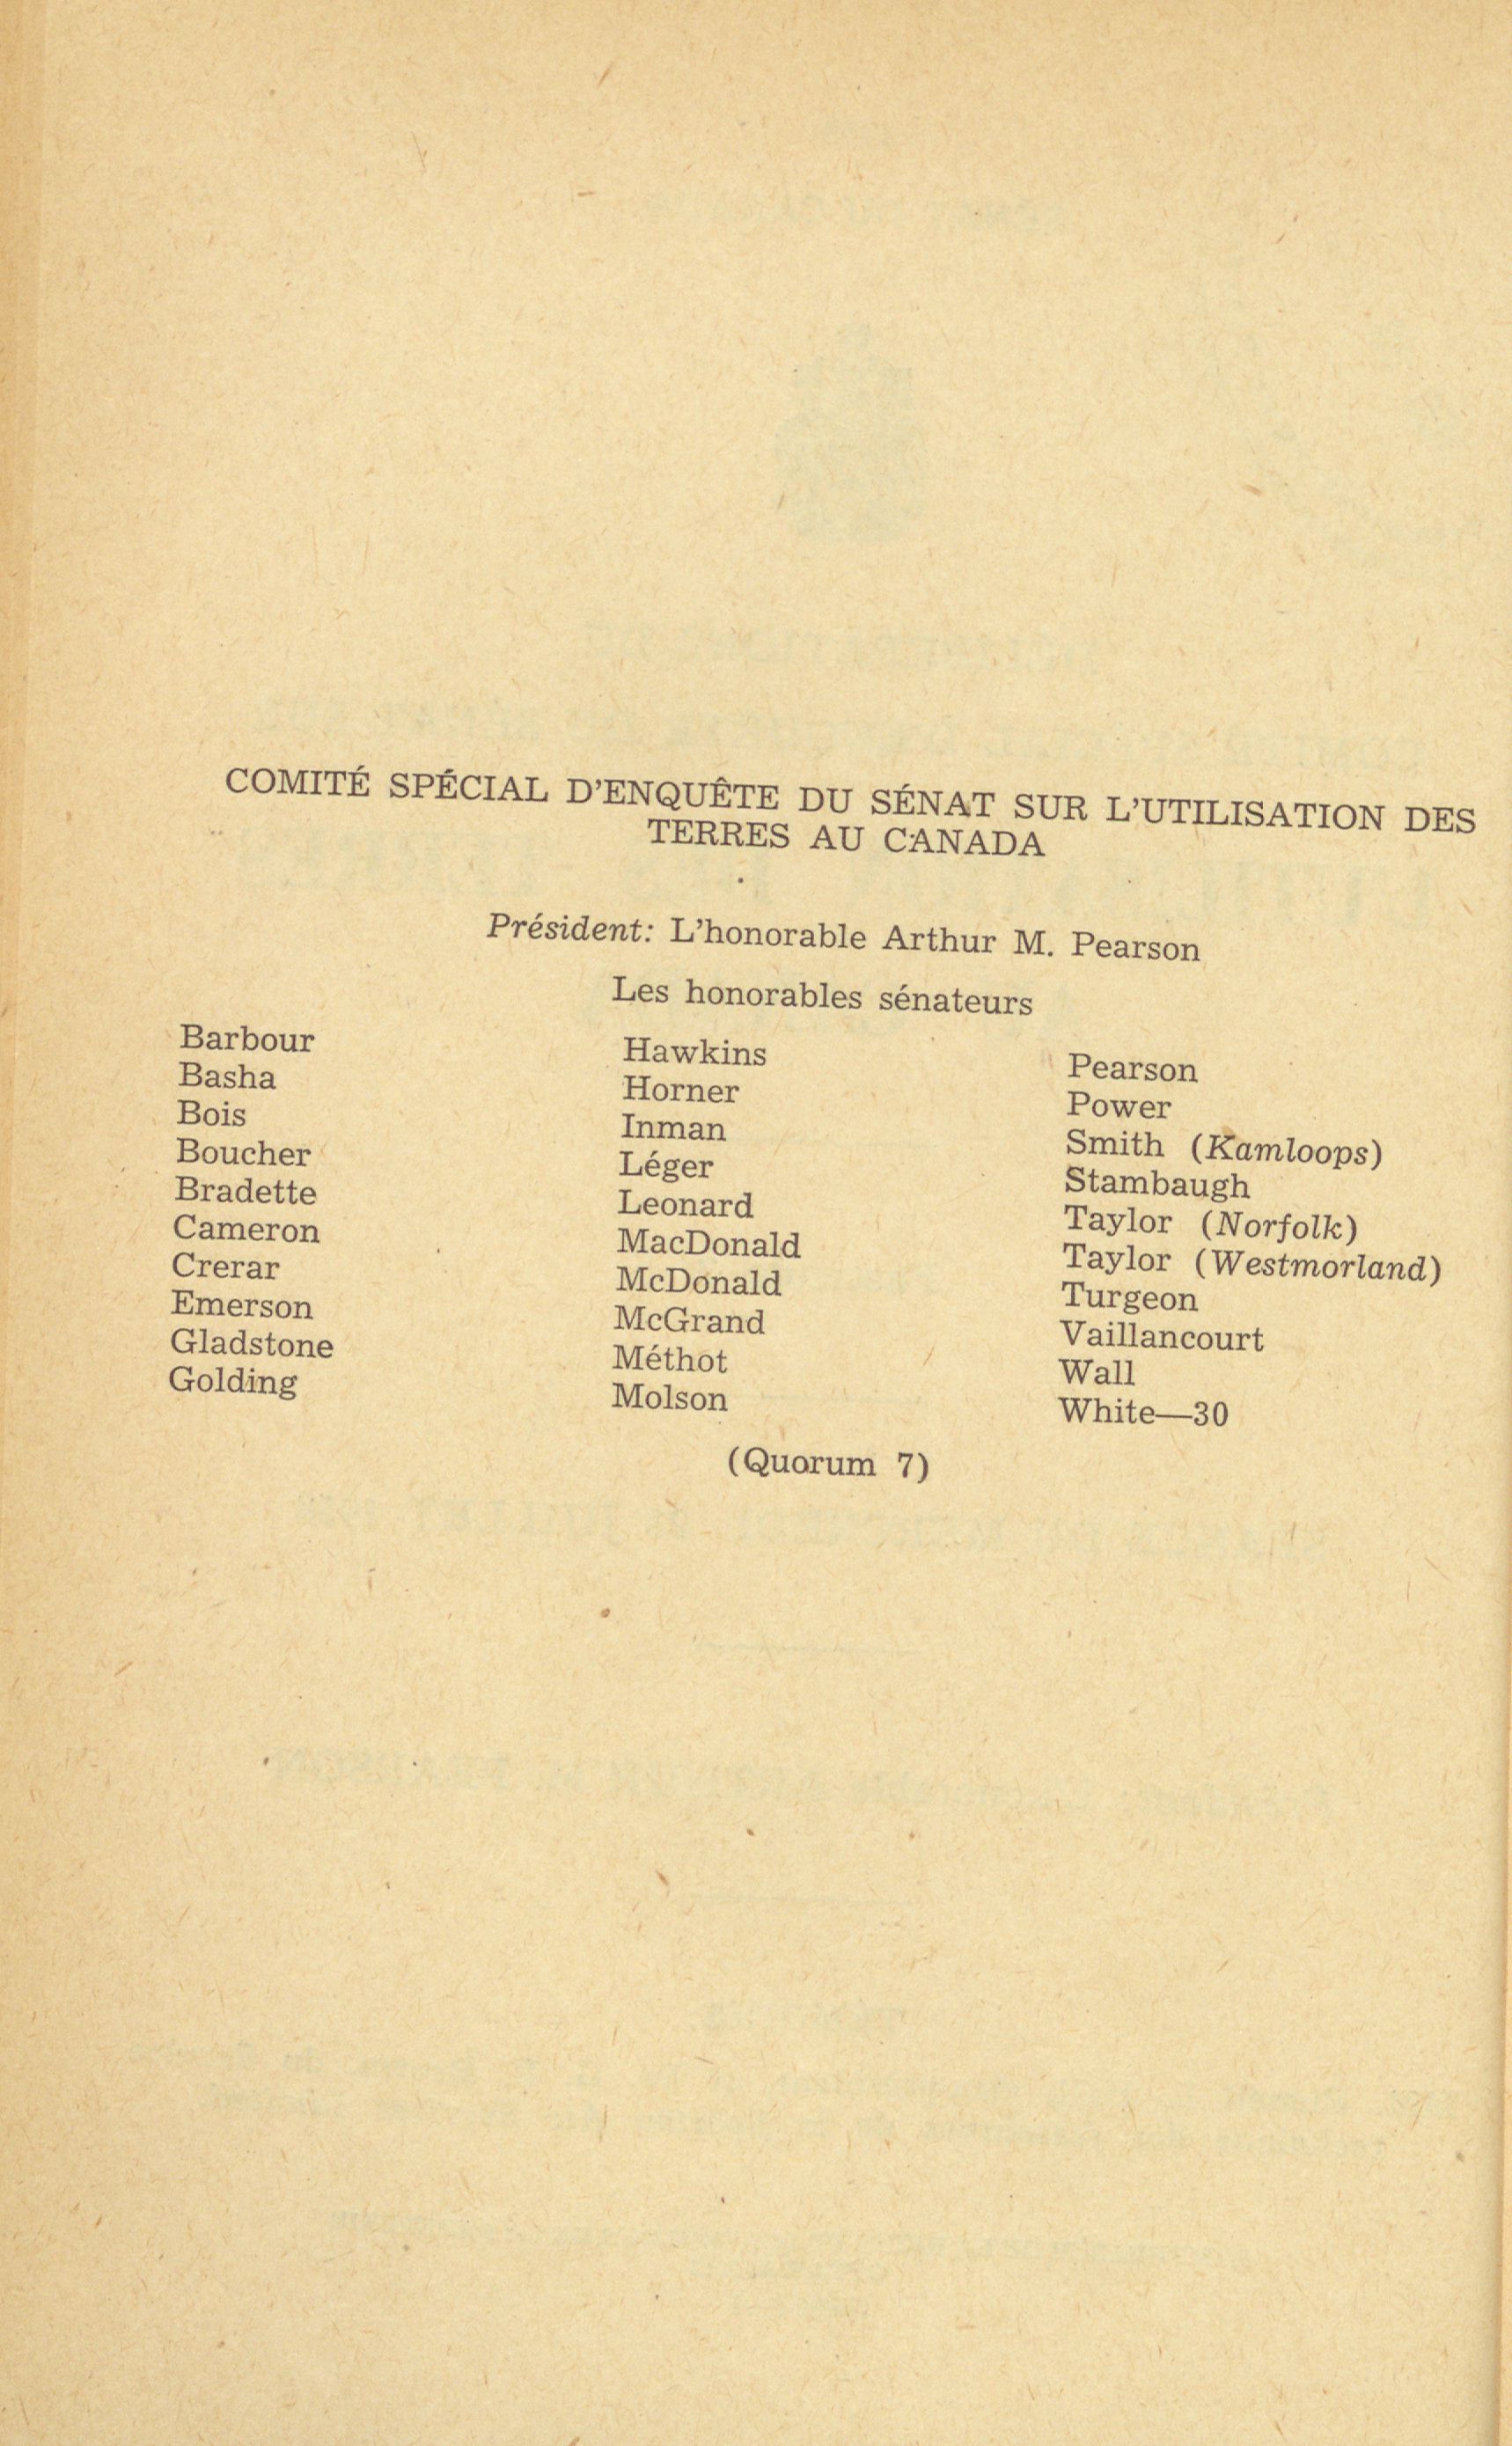 COMITÉ SPÉCIAL D'ENQUÊTE DU SÉNAT SUR L'UTILISATION DES
TERRES AU CANADA
Président: L'honorable Arthur M. Pearson
Les honorables sénateurs
Barbour
Basha
Bois
Boucher
Bradette
Cameron
Crerar
Emerson
Gladstone
Golding
Hawkins
Horner
Inman
Léger
Leonard
MacDonald
McDonald
McGrand
Méthot
Molson
Pearson
Power
Smith (Kamloops)
Stambaugh
Taylor (Norfolk)
Taylor (Westmorland)
Turgeon
Vaillancourt
Wall
White—30
(Quorum 7)